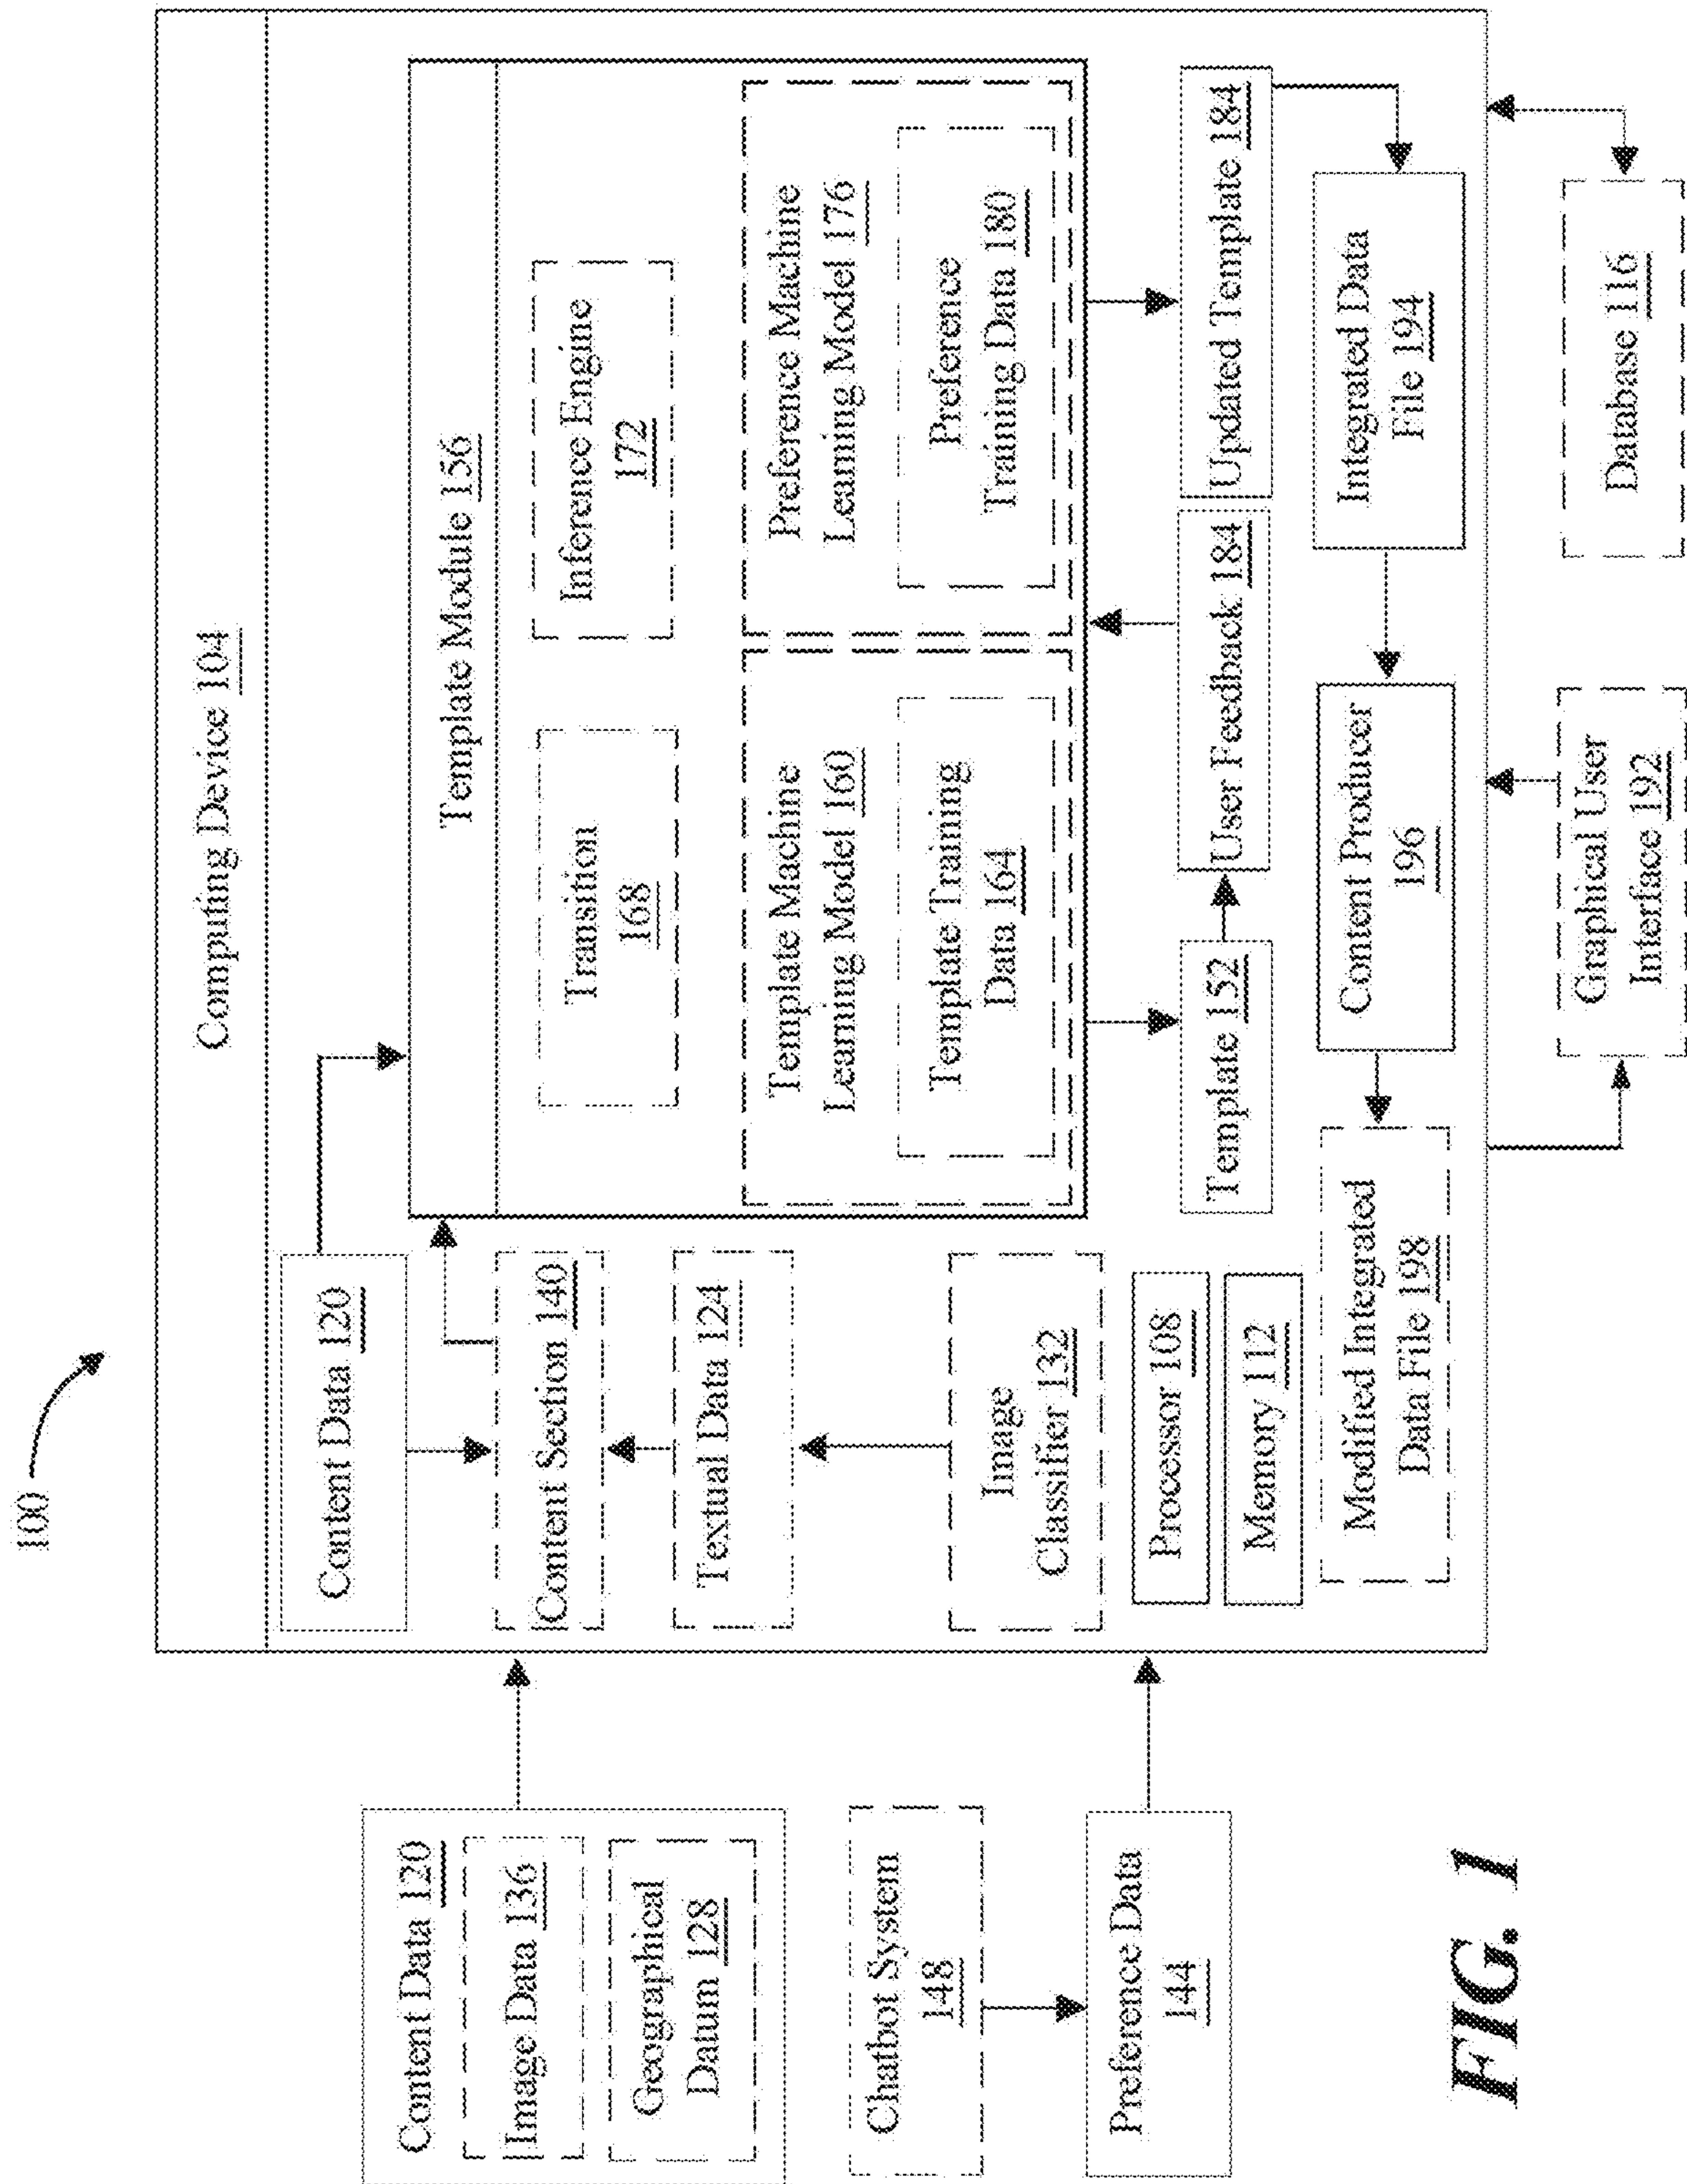 100
Computing Device 104
Content Data 120
Image Data 136
Geographical
Datum 128
Chatbot System
148
Preference Data
144
Content Data 120
Content Section 140
Textual Data 124
Image
Classifier 132
Processor 108
Memory 112
Modified Integrated
Data File 198
Template Module 156
Transition
168
Inference Engine
172
Template Machine
Learning Model 160
Template Training
Data 164
Preference Machine
Learning Model 176
Preference
Training Data 180
Template 152
User Feedback 184
Updated Template 184
Content Producer
196
Integrated Data
File 194
Graphical User
Interface 192
Database 116
FIG. 1